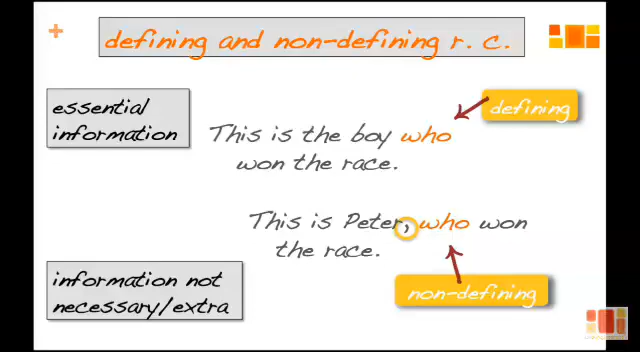 +
defining and non-defining r. c.
essential
information
defining
This is the boy who
won the race.
This is Peter, who won
the race.
information not
necessary/extra
non-defining